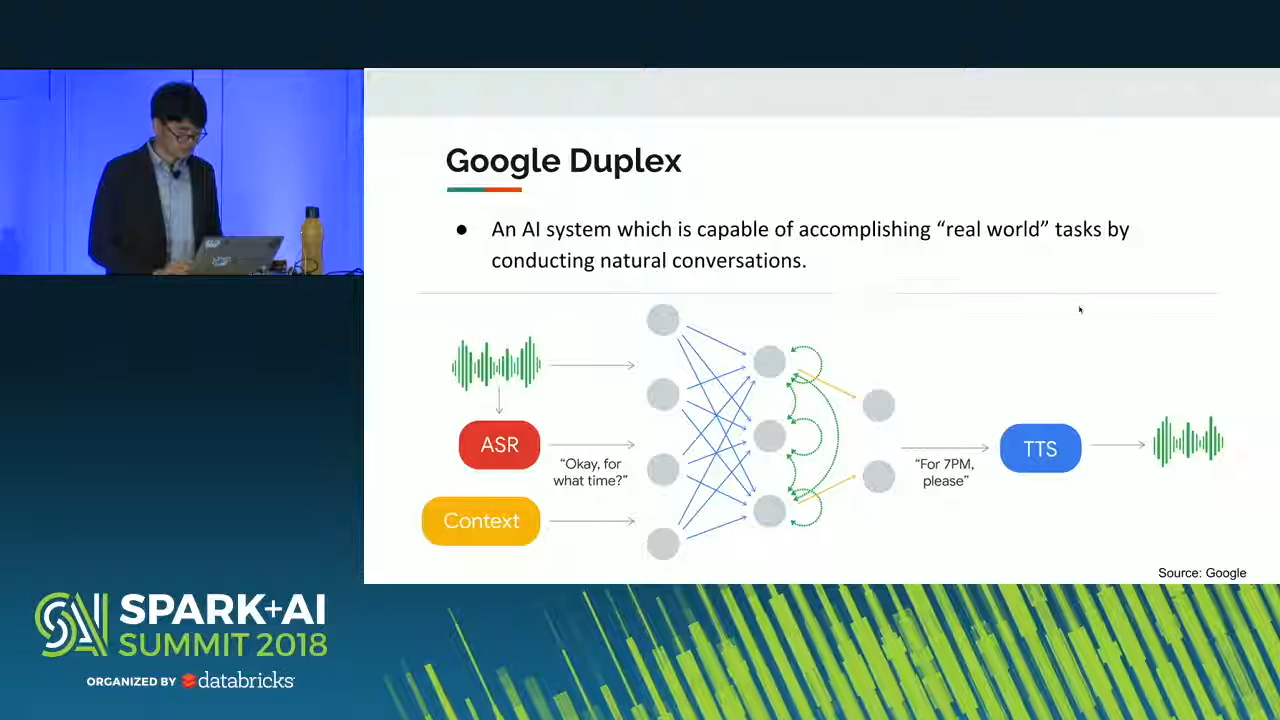 Google Duplex
● An AI system which is capable of accomplishing “real world” tasks by
conducting natural conversations.
ASR
“Okay, for
what time?”
Context
“For 7PM,
please”
TTS
Source: Google
SAI SPARK+AI
SUMMIT 2018
ORGANIZED BY databricks